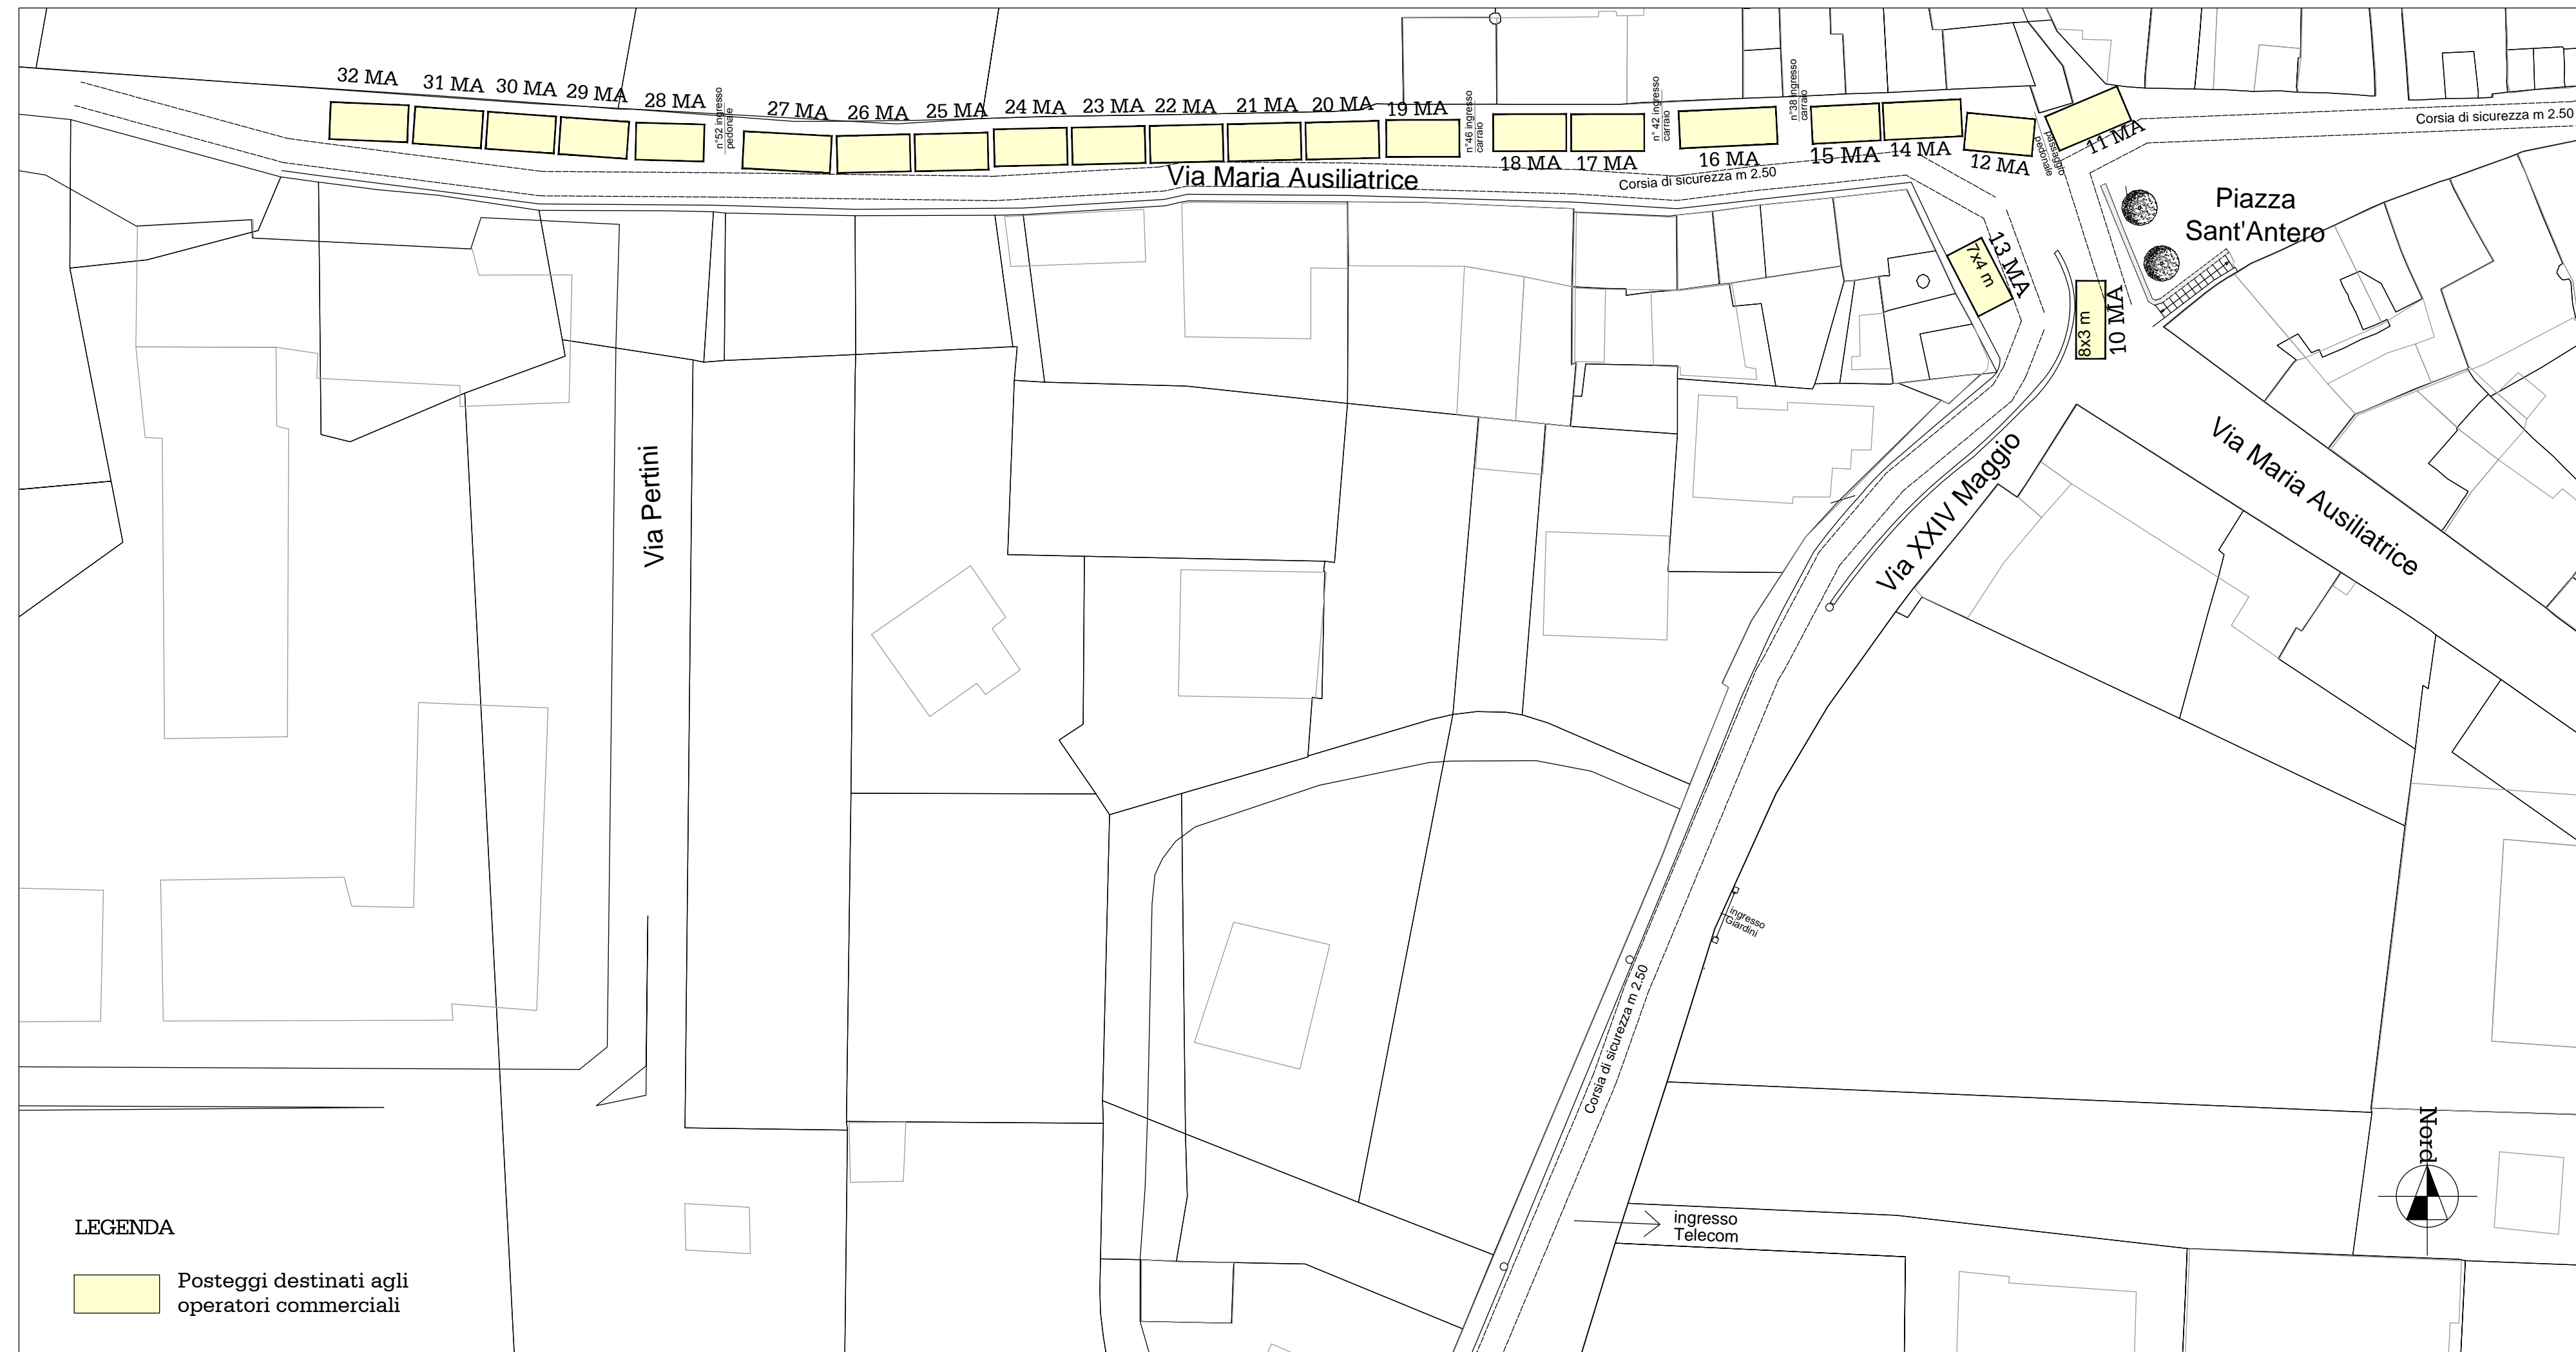 32 MA
31 MA
30 MA
29 MA
28 MA
n°52 ingresso
pedonale
27 MA
26 MA
25 MA
24 MA
23 MA
22 MA
21 MA
20 MA
19 MA
n°46 ingresso
carraio
18 MA
17 MA
n° 42 ingresso
carraio
16 MA
n°38 ingresso
carraio
15 MA
14 MA
12 MA
passaggio
pedonale
11 MA
Corsia di sicurezza m 2.50
Via Maria Ausiliatrice
Corsia di sicurezza m 2.50
Piazza
Sant'Antero
13 MA
7x4 m
10 MA
8x3 m
Via Pertini
Via XXIV Maggio
Via Maria Ausiliatrice
ingresso
Giardini
Corsia di sicurezza m 2.50
Nord
ingresso
Telecom
LEGENDA
Posteggi destinati agli
operatori commerciali